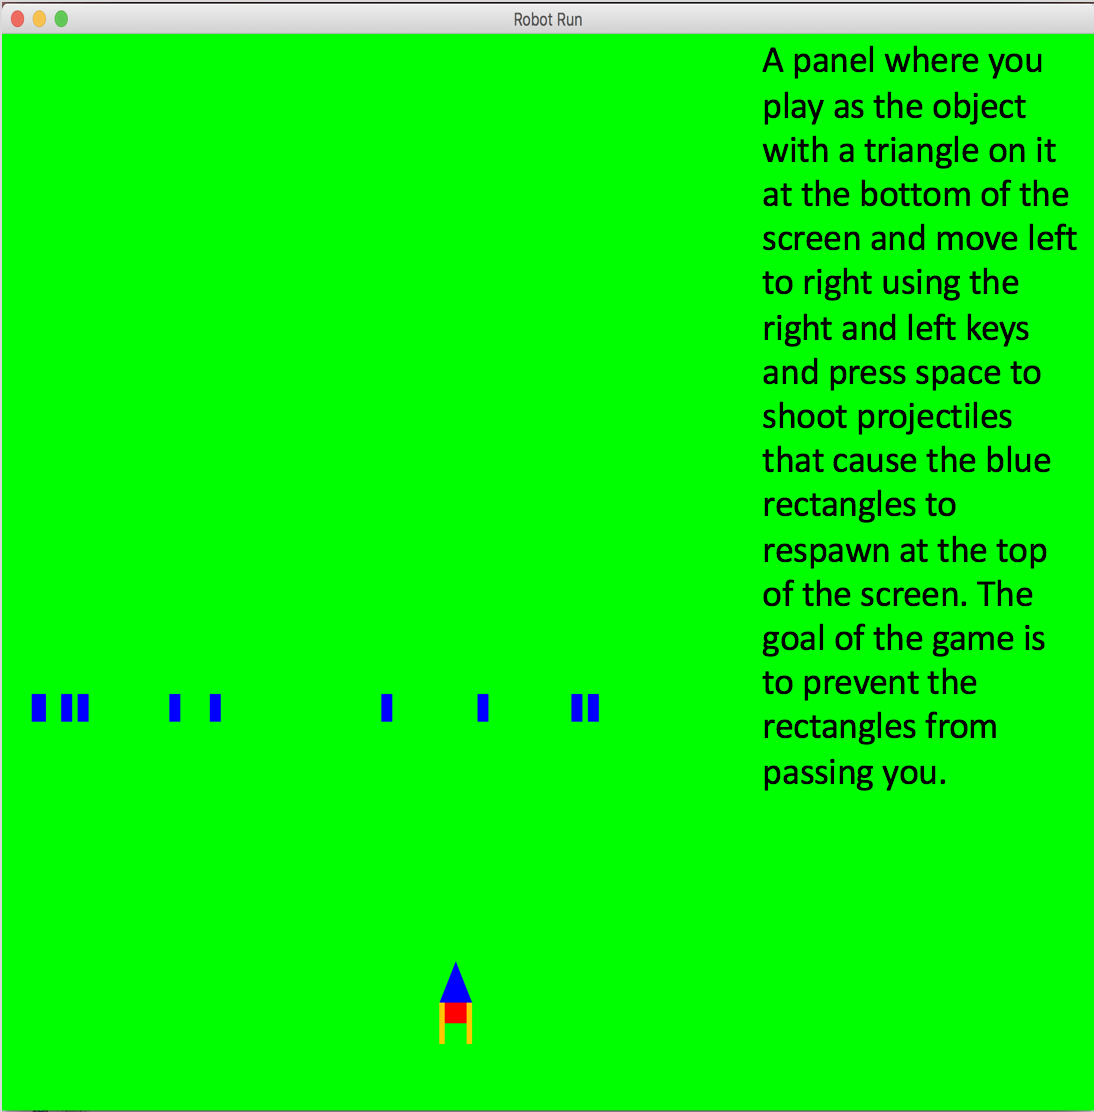 Robot Run
A panel where you
play as the object
with a triangle on it
at the bottom of the
screen and move left
to right using the
right and left keys
and press space to
shoot projectiles
that cause the blue
rectangles to
respawn at the top
of the screen. The
goal of the game is
to prevent the
rectangles from
passing you.